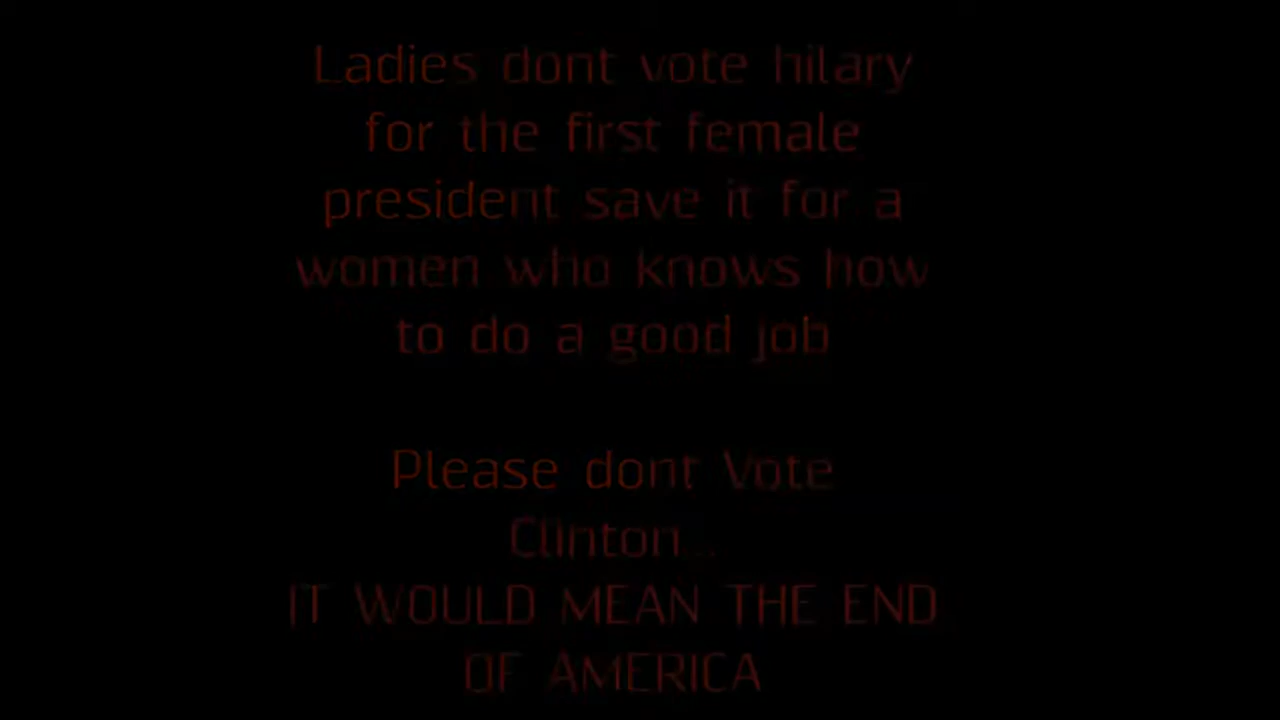 Ladies dont vote hilary
for the first female
president save it for a
women who knows how
to do a good job
Please dont Vote
Clinton...
IT WOULD MEAN THE END
OF AMERICA